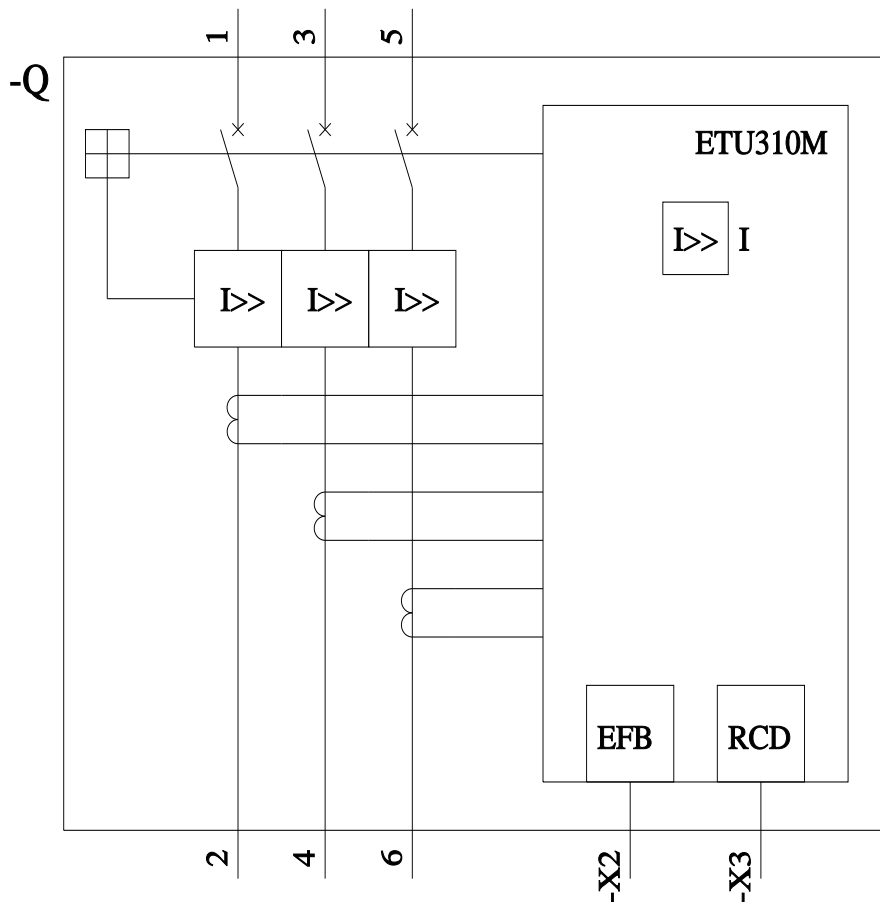 1 3 5
-Q
ETU310M
I>> I
I>> I>> I>>
EFB RCD
2 4 6 -X2 -X3